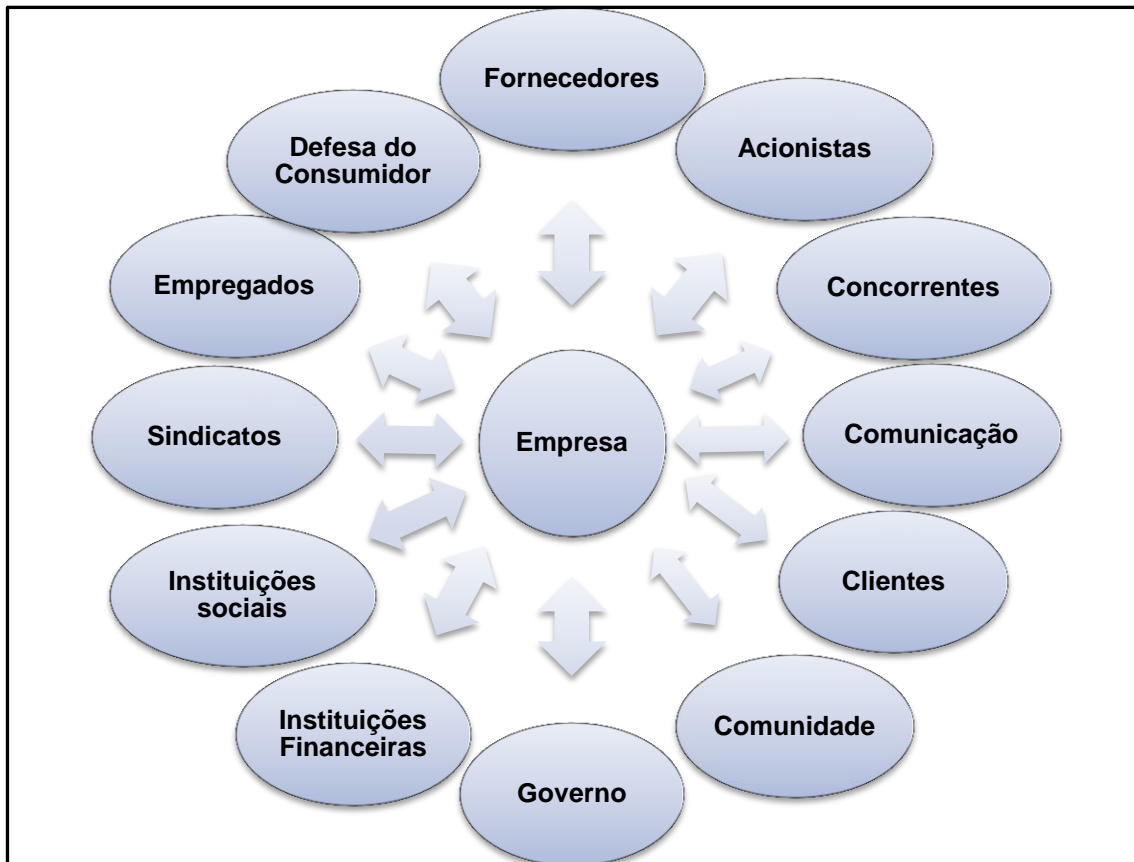 Fornecedores
Acionistas
Concorrentes
Comunicação
Clientes
Comunidade
Governo
Instituições
Financeiras
Instituições
sociais
Sindicatos
Empregados
Defesa do
Consumidor
Empresa